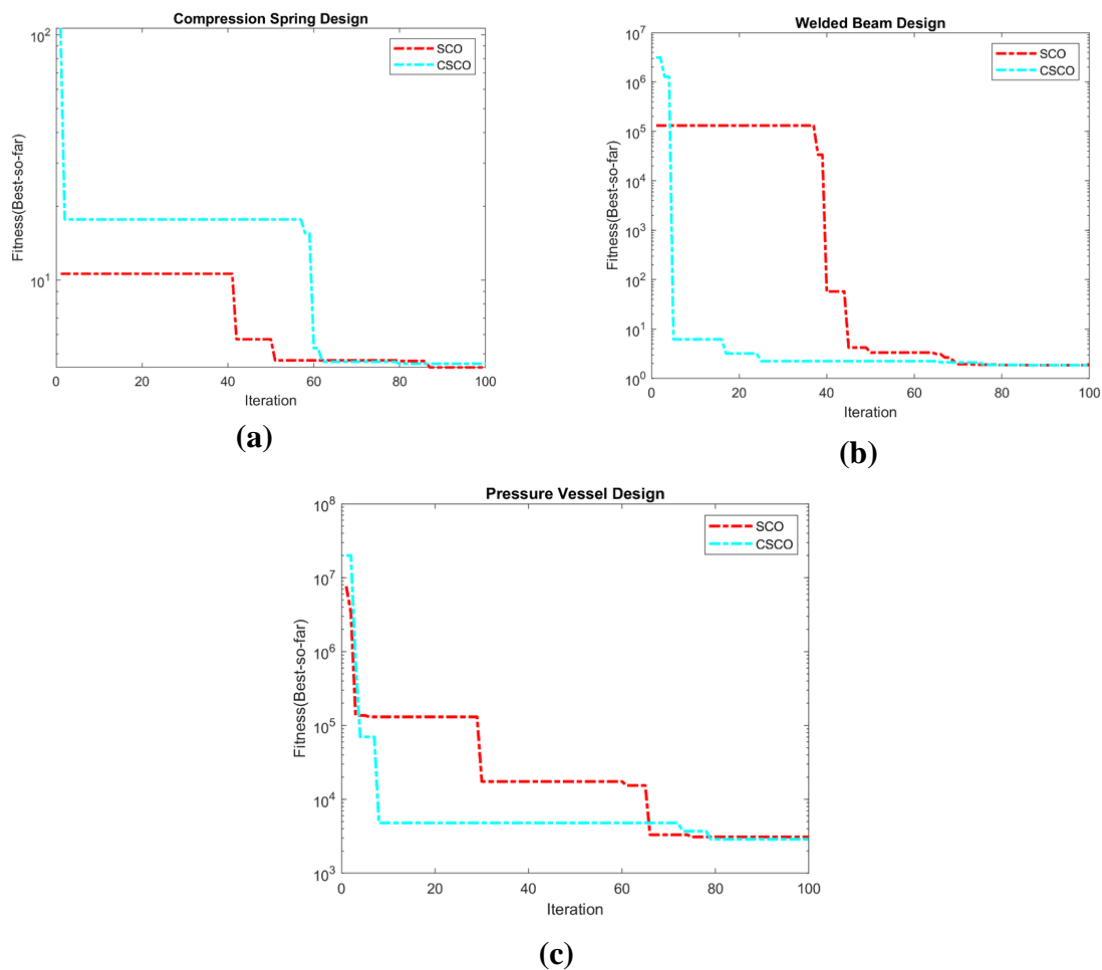 Compression Spring Design
10^2
10^1
Fitness(Best-so-far)
SCO
CSCO
0 20 40 60 80 100
Iteration
(a)
Welded Beam Design
10^7
10^6
10^5
10^4
10^3
10^2
10^1
10^0
Fitness(Best-so-far)
SCO
CSCO
0 20 40 60 80 100
Iteration
(b)
Pressure Vessel Design
10^8
10^7
10^6
10^5
10^4
10^3
Fitness(Best-so-far)
SCO
CSCO
0 20 40 60 80 100
Iteration
(c)